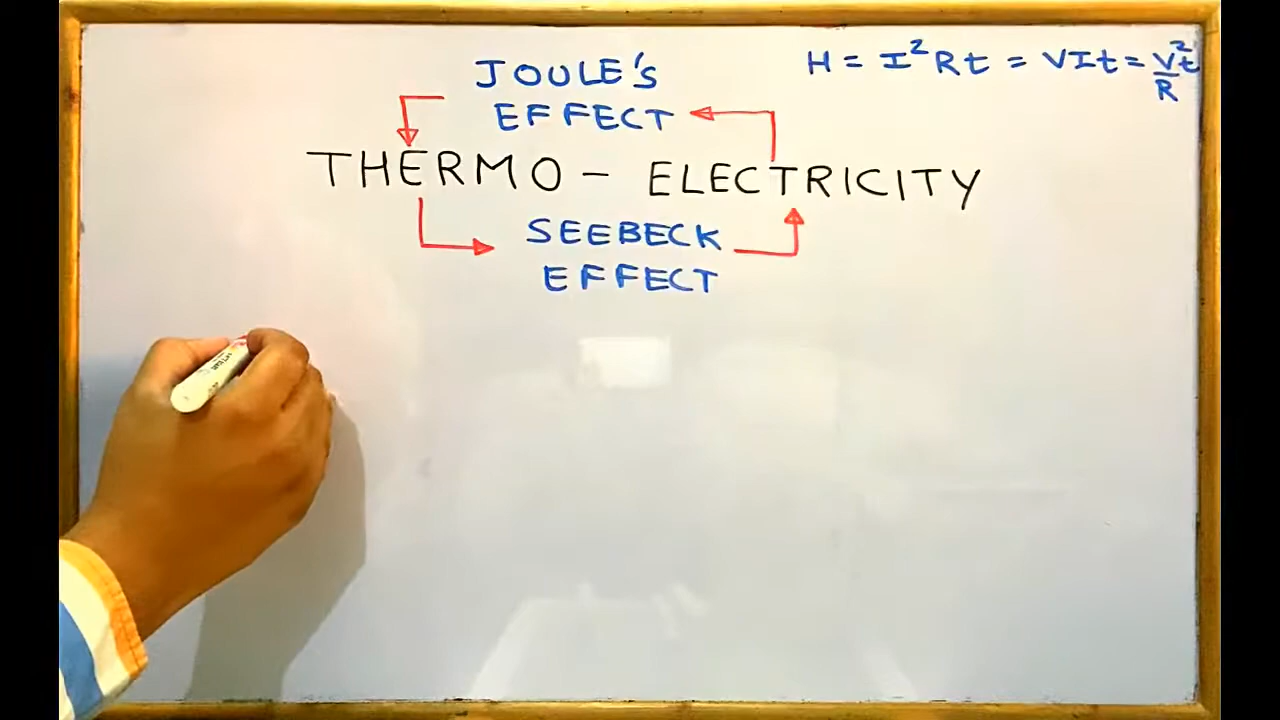 JOULE'S
EFFECT
H = I²Rt = VIt = V²t/R
THERMO - ELECTRICITY
SEEBECK
EFFECT